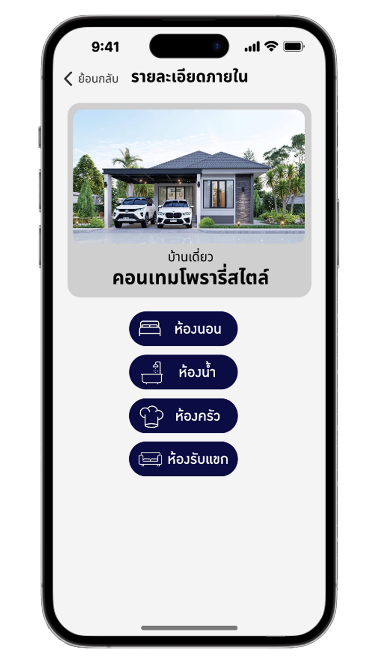 9:41
ย้อนกลับ รายละเอียดภายใน
บ้านเดี่ยว
คอนเทมโพรารี่สไตล์
ห้องนอน
ห้องน้ำ
ห้องครัว
ห้องรับแขก